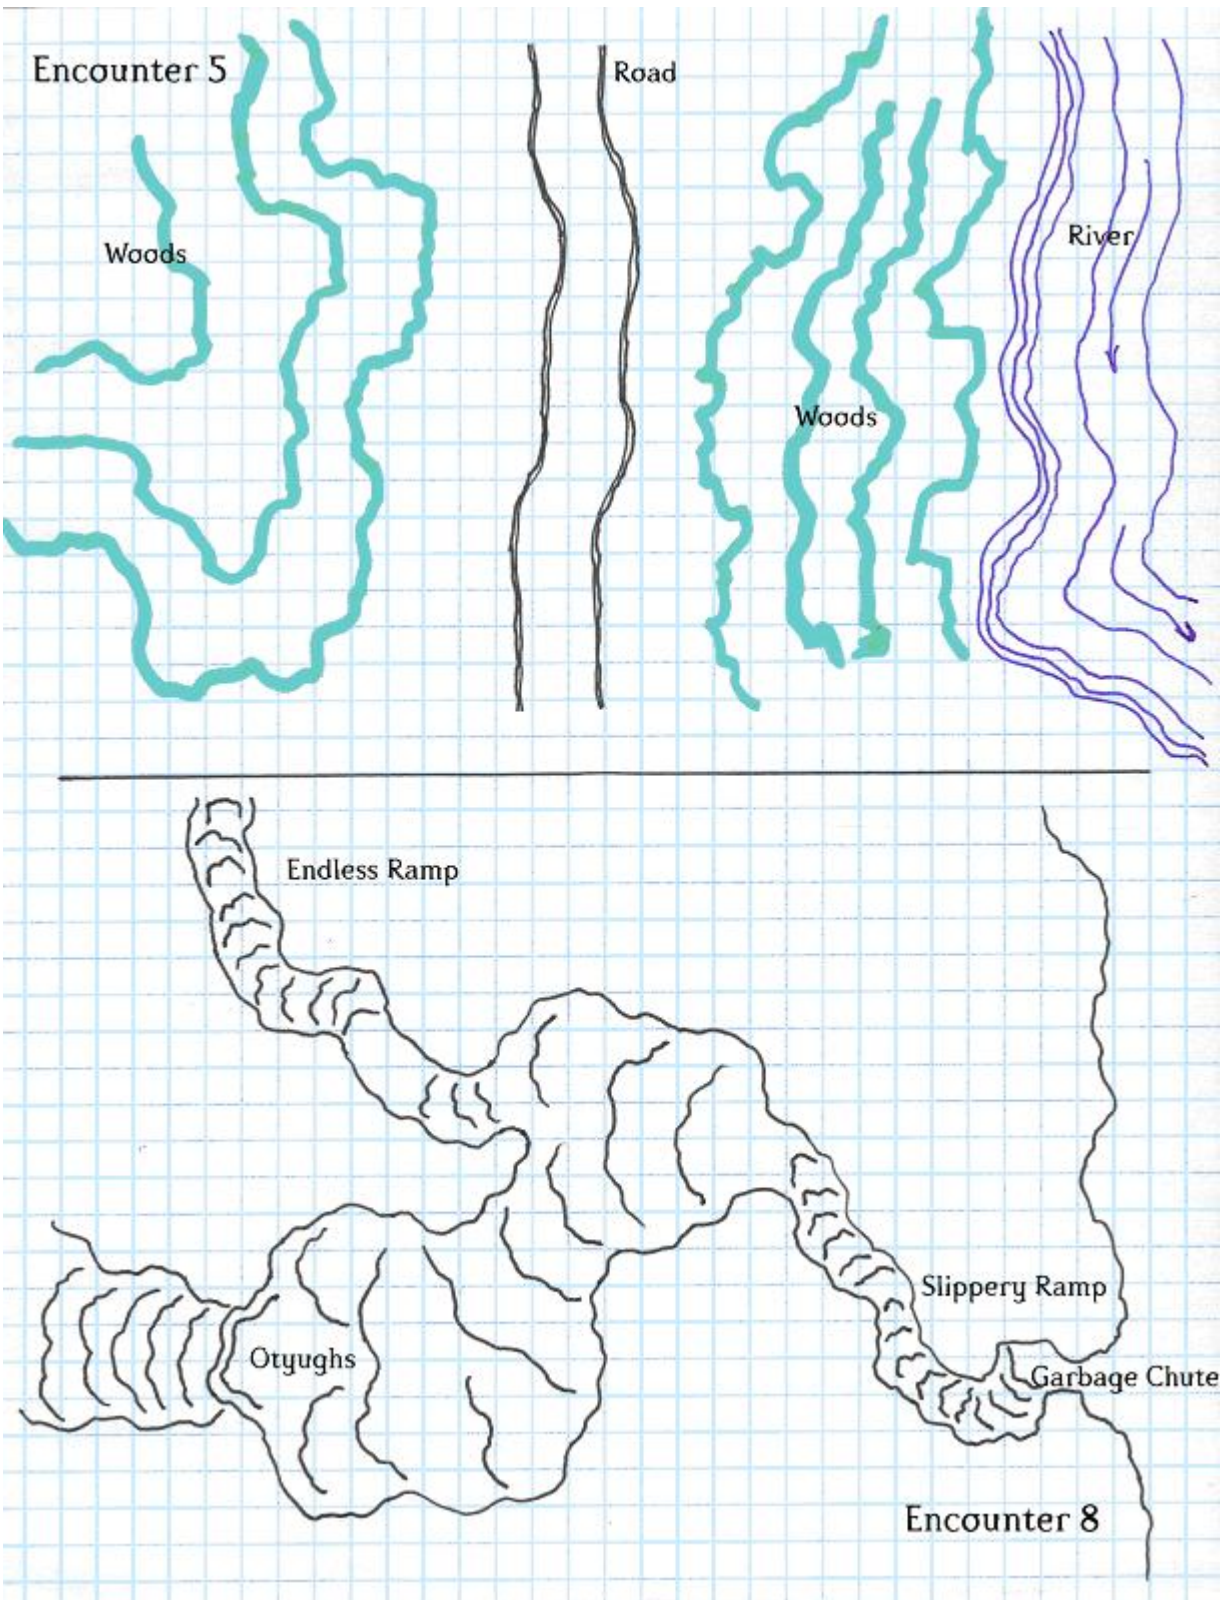 Encounter 5
Road
Woods
River
Woods
Endless Ramp
Slippery Ramp
Otyughs
Garbage Chute
Encounter 8